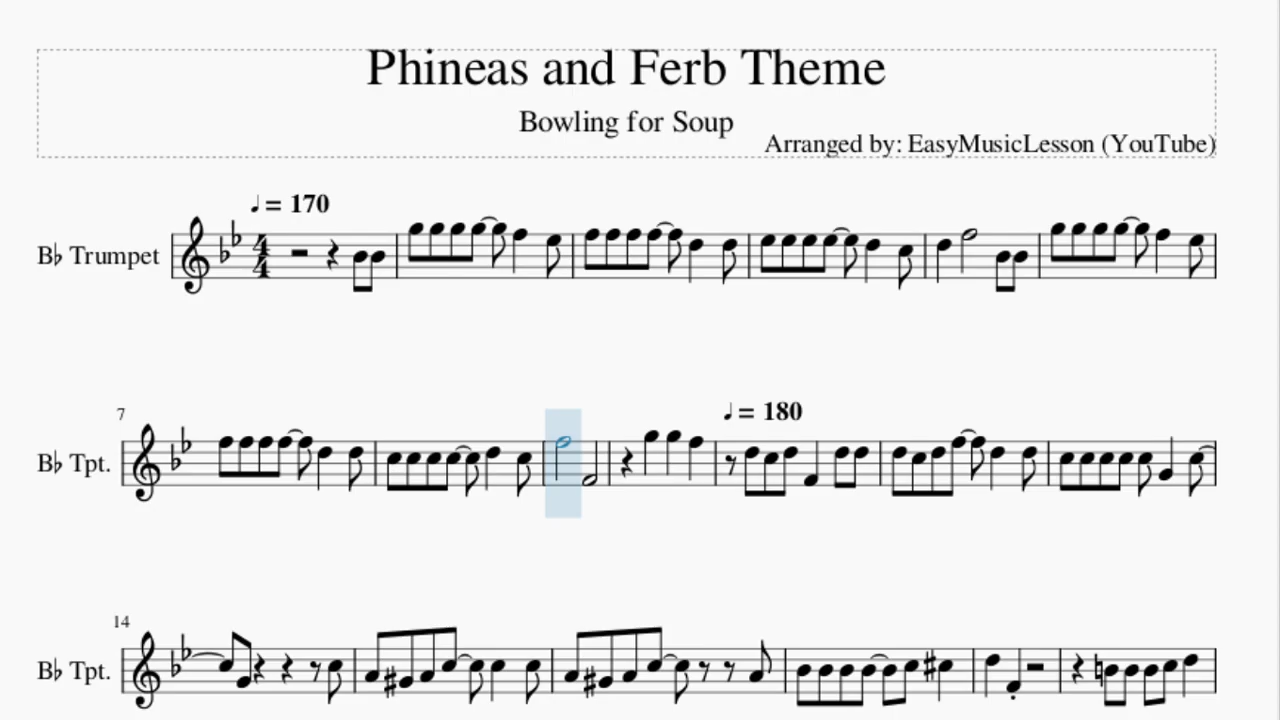 Phineas and Ferb Theme
Bowling for Soup
Arranged by: EasyMusicLesson (YouTube)
♩ = 170
B♭ Trumpet
4
4
7
♩ = 180
B♭ Tpt.
14
B♭ Tpt.